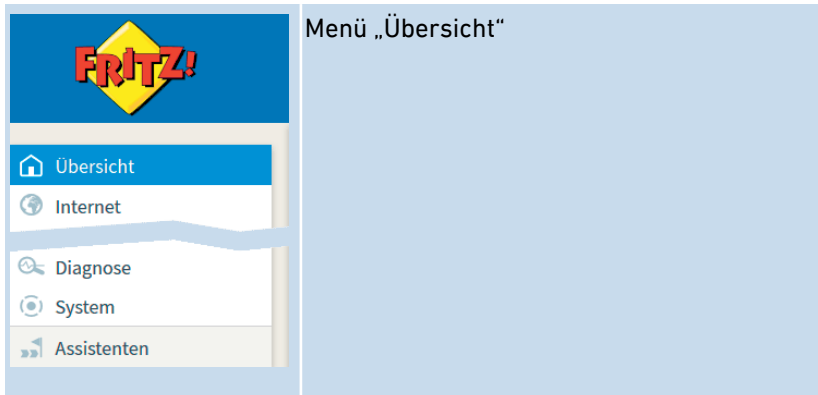 FRITZ!
Übersicht
Internet
Diagnose
System
Assistenten
Menü „Übersicht“